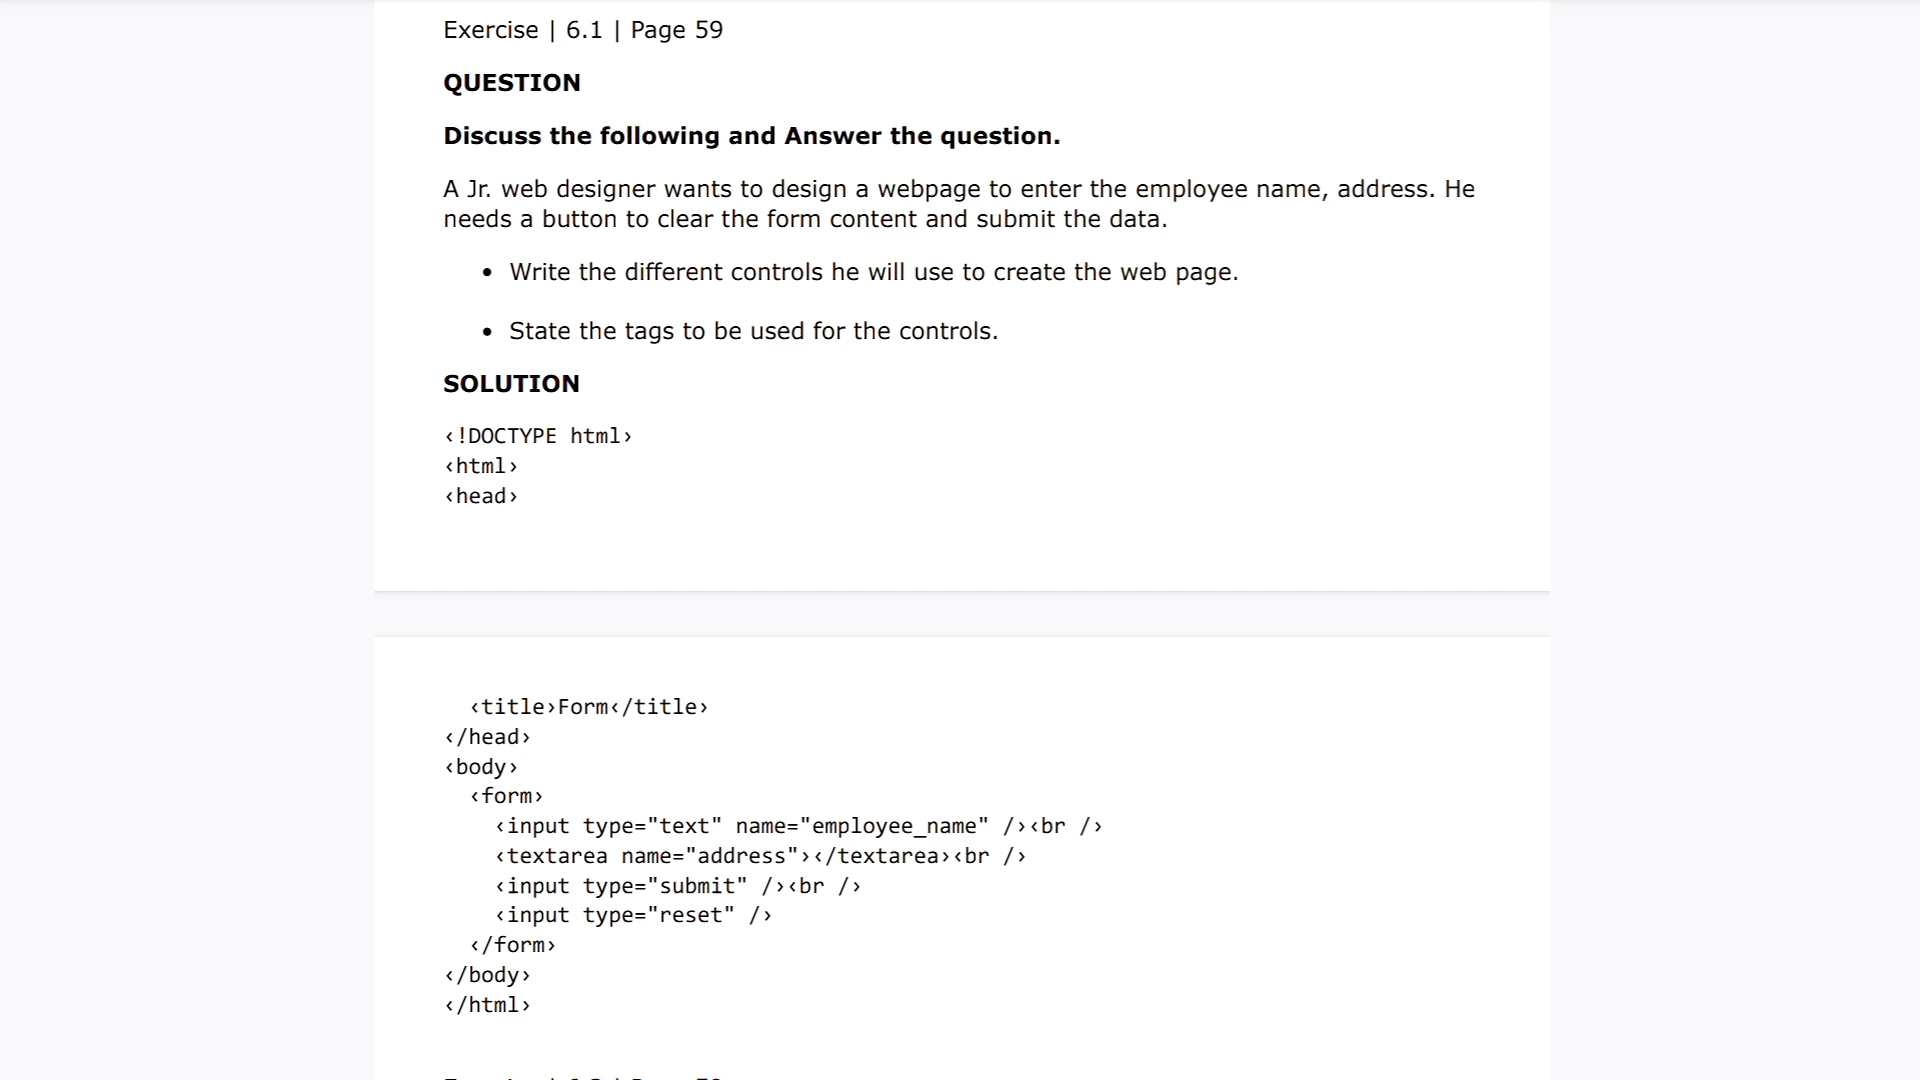 Exercise | 6.1 | Page 59
QUESTION
Discuss the following and Answer the question.
A Jr. web designer wants to design a webpage to enter the employee name, address. He
needs a button to clear the form content and submit the data.
• Write the different controls he will use to create the web page.
• State the tags to be used for the controls.
SOLUTION
‹!DOCTYPE html›
‹html›
‹head›
‹title›Form‹/title›
‹/head›
‹body›
‹form›
‹input type="text" name="employee_name" /›‹br /›
‹textarea name="address"›‹/textarea›‹br /›
‹input type="submit" /›‹br /›
‹input type="reset" /›
‹/form›
‹/body›
‹/html›